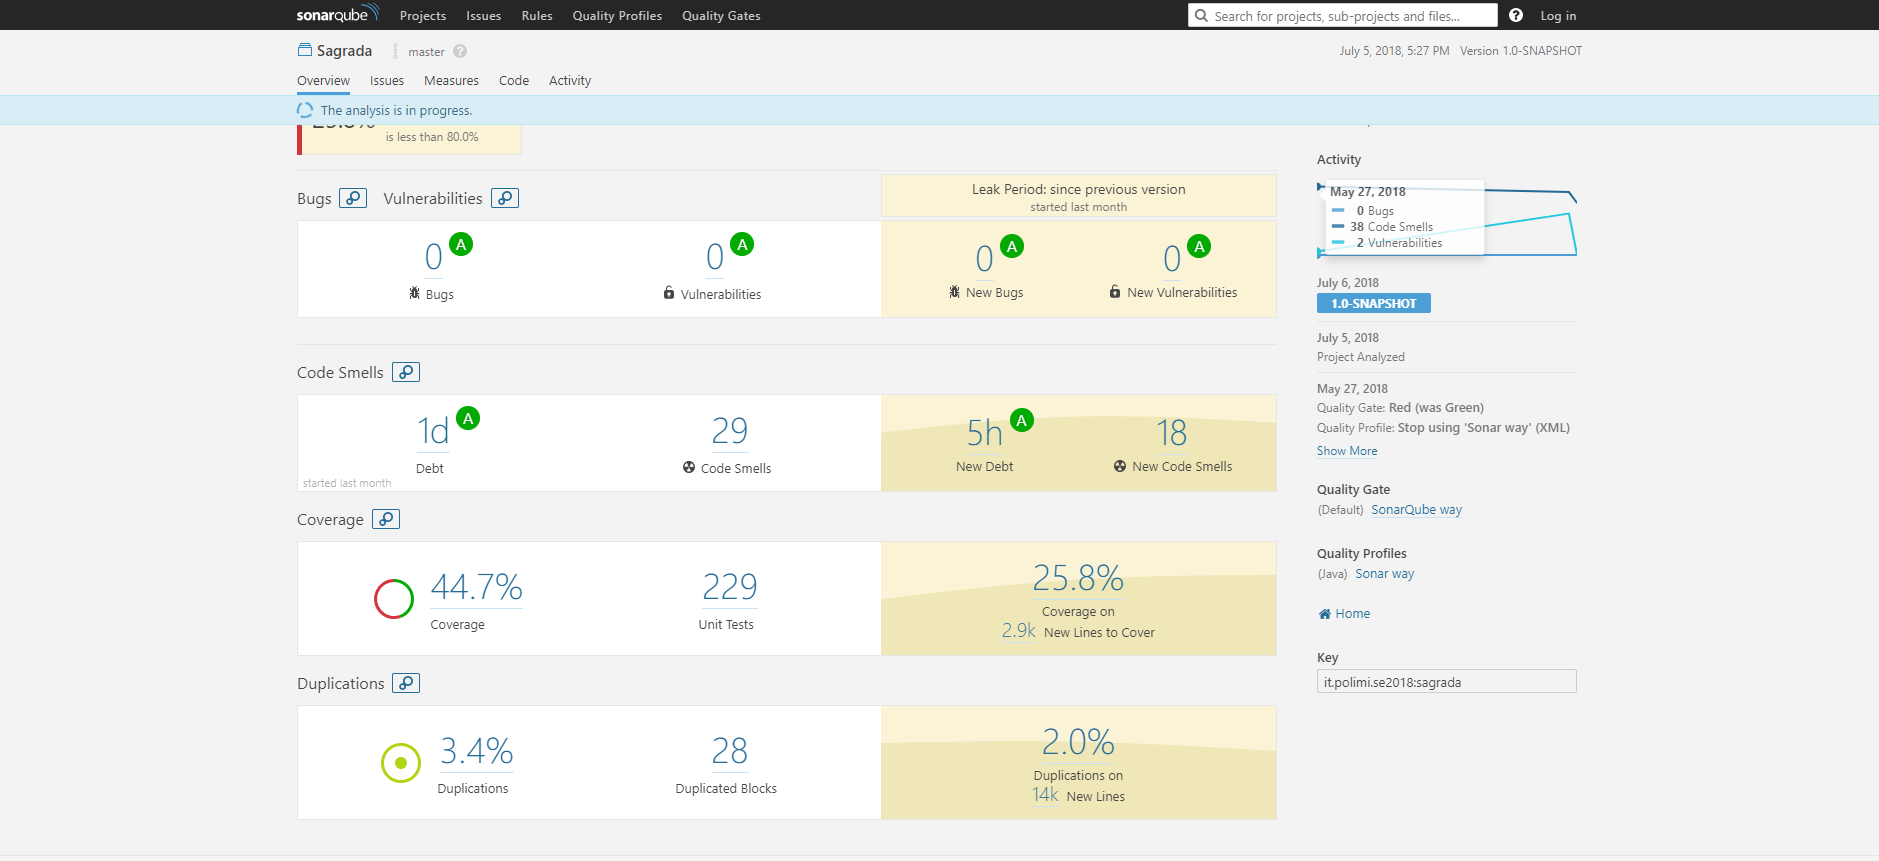 sonarqube Projects Issues Rules Quality Profiles Quality Gates Search for projects, sub-projects and files... Log in
Sagrada master July 5, 2018, 5:27 PM Version 1.0-SNAPSHOT
Overview Issues Measures Code Activity
The analysis is in progress.
is less than 80.0%
Bugs Vulnerabilities
Leak Period: since previous version
started last month
0 A
Bugs
0 A
Vulnerabilities
0 A
New Bugs
0 A
New Vulnerabilities
Code Smells
1d A
Debt
started last month
29
Code Smells
5h A
New Debt
18
New Code Smells
Coverage
44.7%
Coverage
229
Unit Tests
25.8%
Coverage on
2.9k New Lines to Cover
Duplications
3.4%
Duplications
28
Duplicated Blocks
2.0%
Duplications on
14k New Lines
Activity
May 27, 2018
0 Bugs
38 Code Smells
2 Vulnerabilities
July 6, 2018
1.0-SNAPSHOT
July 5, 2018
Project Analyzed
May 27, 2018
Quality Gate: Red (was Green)
Quality Profile: Stop using 'Sonar way' (XML)
Show More
Quality Gate
(Default) SonarQube way
Quality Profiles
(Java) Sonar way
Home
Key
it.polimi.se2018:sagrada